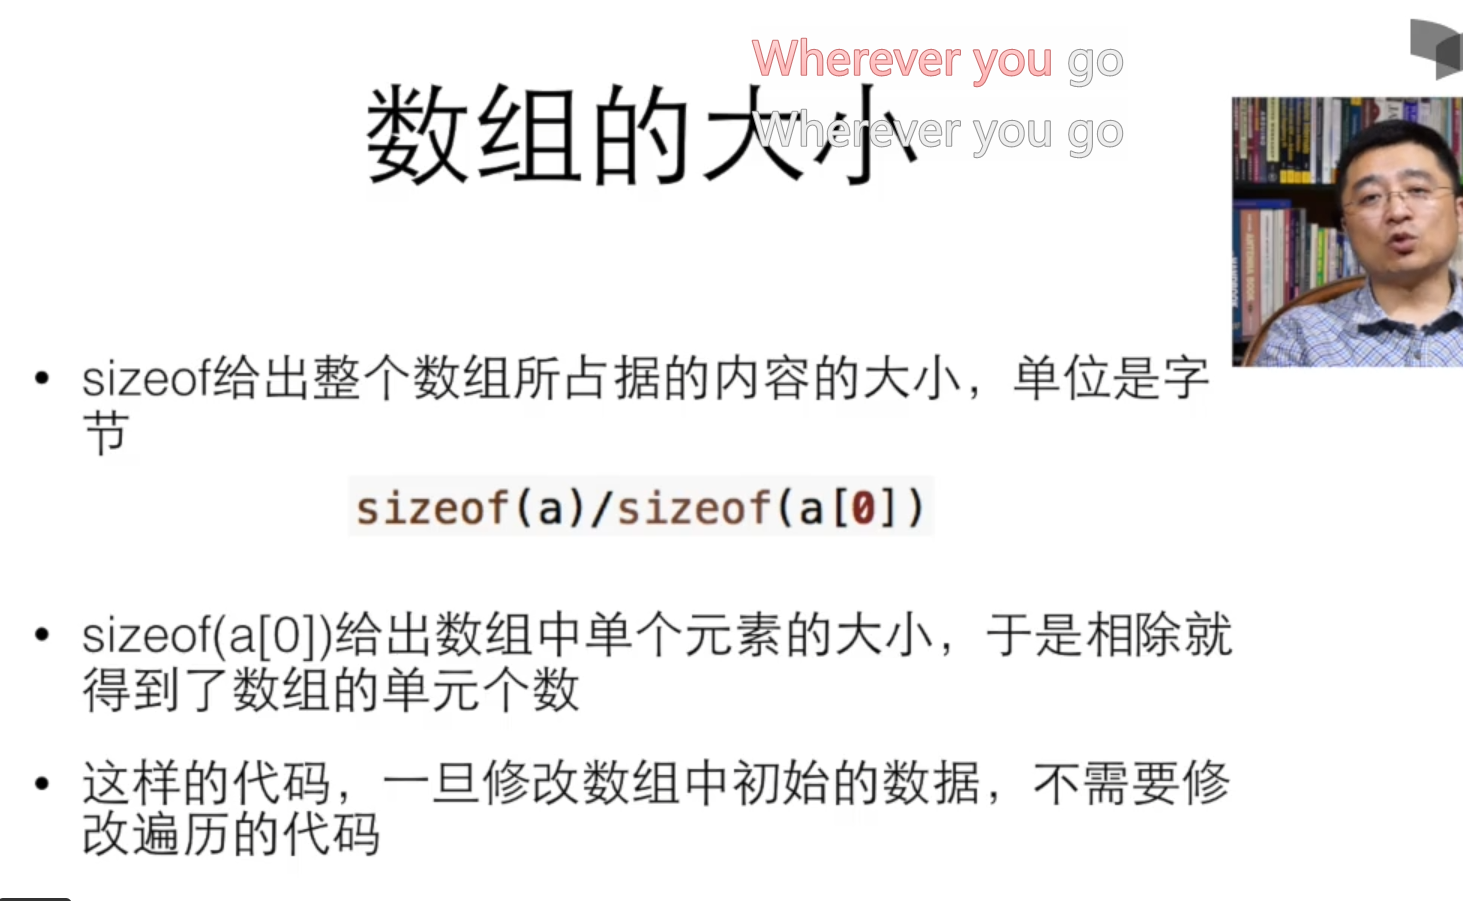 Wherever you go
Wherever you go
数组的大小
• sizeof给出整个数组所占据的内容的大小，单位是字
节
sizeof(a)/sizeof(a[0])
• sizeof(a[0])给出数组中单个元素的大小，于是相除就
得到了数组的单元个数
• 这样的代码，一旦修改数组中初始的数据，不需要修
改遍历的代码